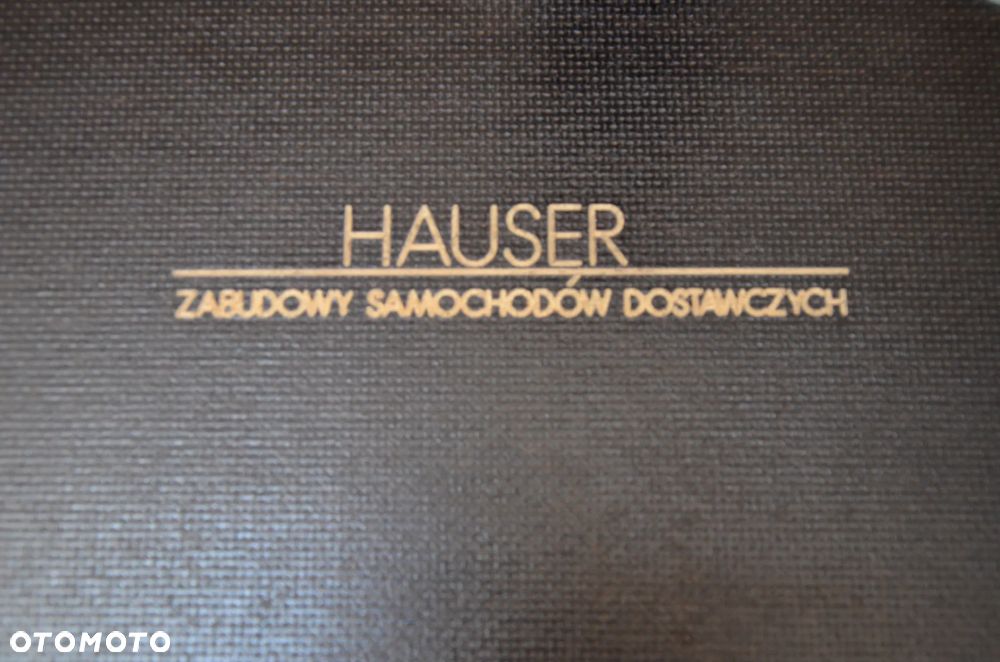 HAUSER
ZABUDOWY SAMOCHODÓW DOSTAWCZYCH
OTOMOTO